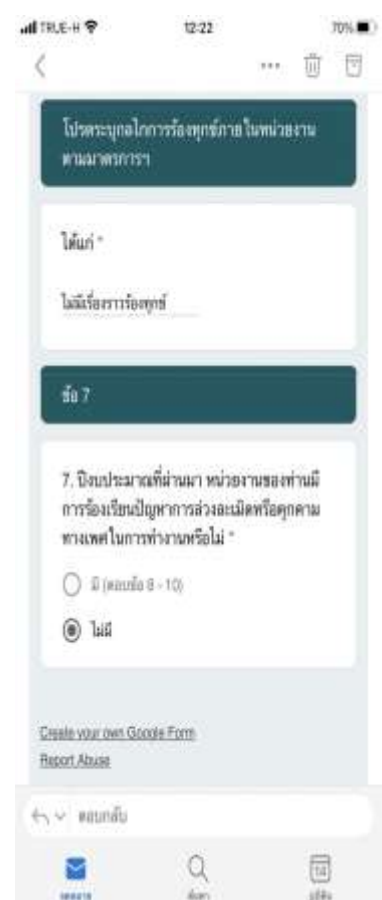 TRUE-H 12:22 70%
โปรดระบุกลไกการร้องทุกข์ภายในหน่วยงาน
ตามมาตรการฯ
ได้แก่ *
ไม่มีเรื่องราวร้องทุกข์
ข้อ 7
7. ปีงบประมาณที่ผ่านมา หน่วยงานของท่านมี
การร้องเรียนปัญหาการล่วงละเมิดหรือคุกคาม
ทางเพศในการทำงานหรือไม่ *
มี (ตอบข้อ 8 - 10)
ไม่มี
Create your own Google Form
Report Abuse
ตอบกลับ
14
ค้นหา
ปฏิทิน